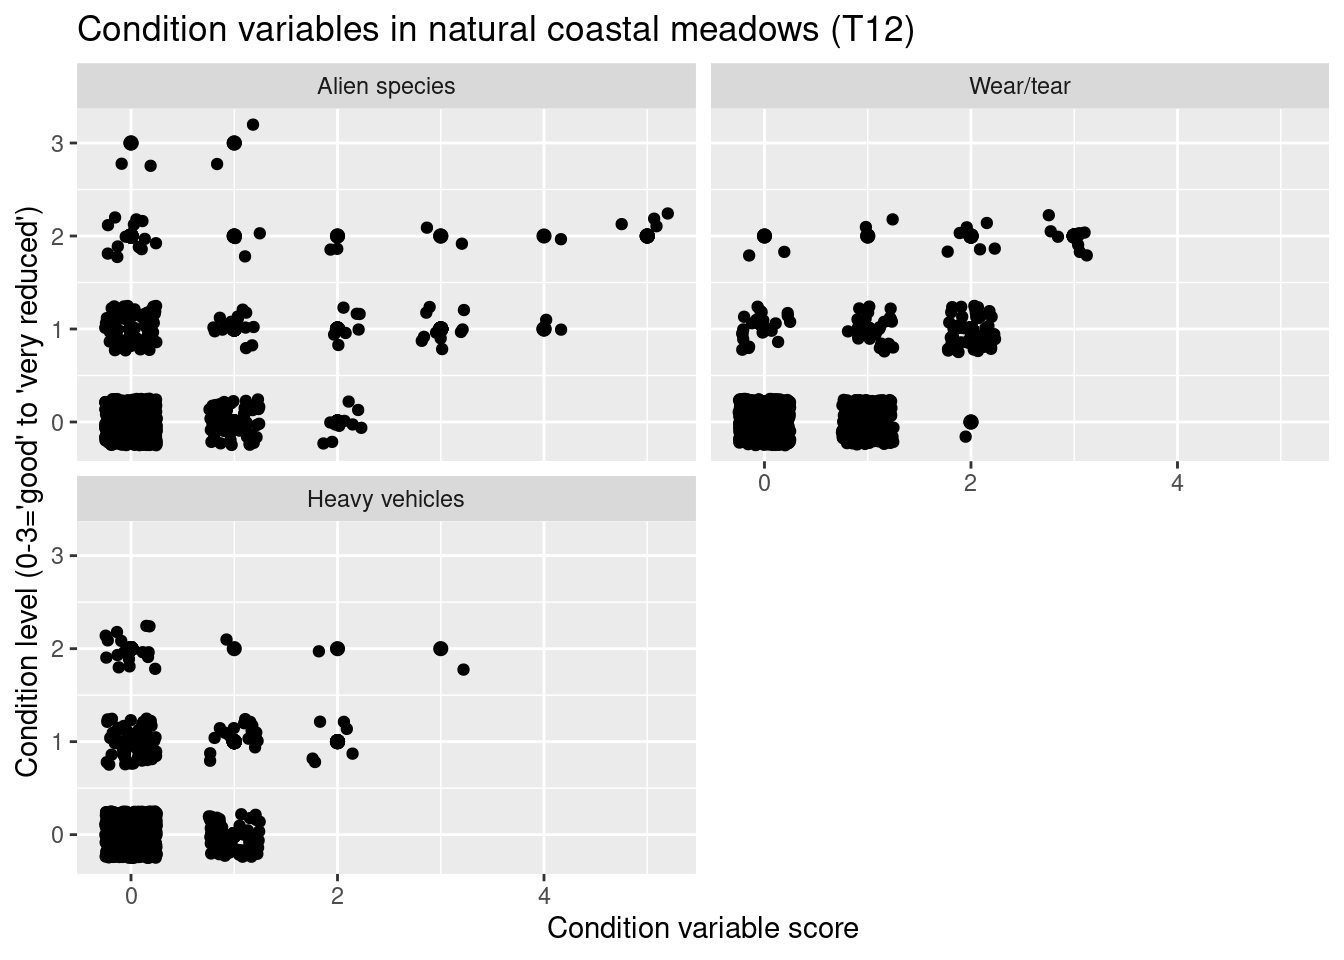 Condition variables in natural coastal meadows (T12)
Alien species
Wear/tear
3
2
1
0
0
2
4
Heavy vehicles
3
2
1
0
0
2
4
Condition level (0-3='good' to 'very reduced')
Condition variable score